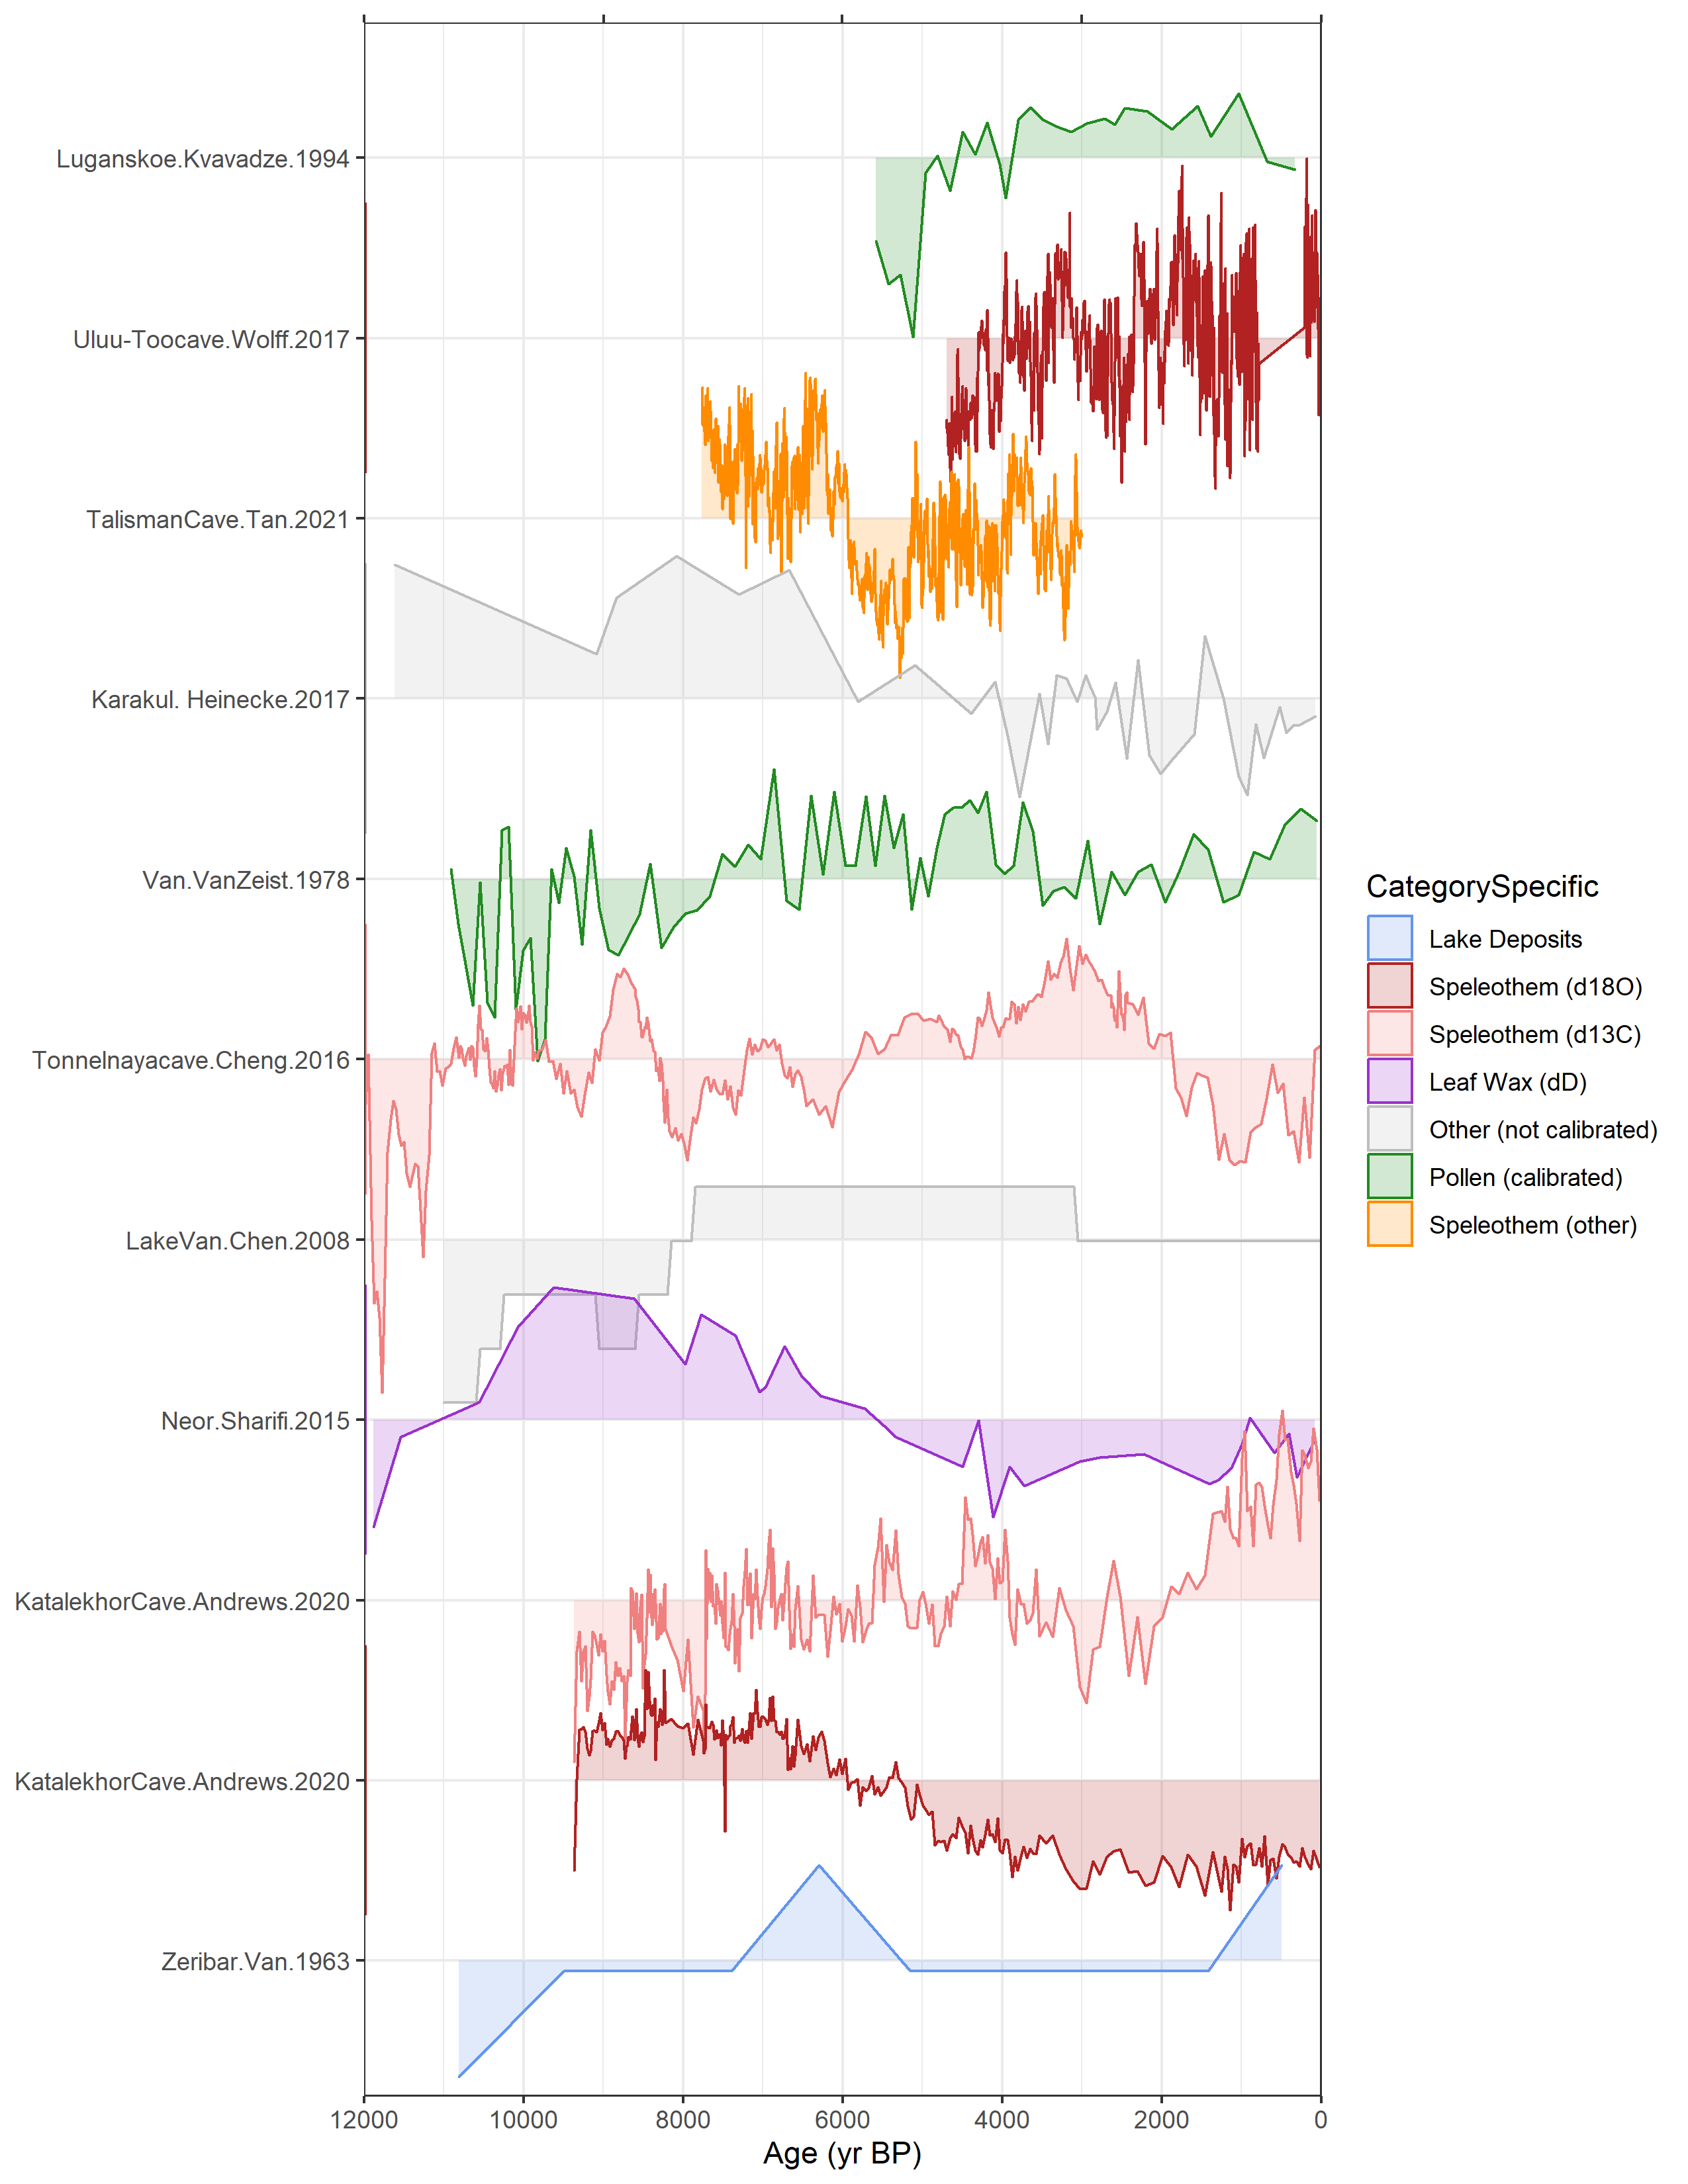 Luganskoe.Kvavadze.1994
Uluu-Toocave.Wolff.2017
TalismanCave.Tan.2021
Karakul. Heinecke.2017
Van.VanZeist.1978
Tonnelnayacave.Cheng.2016
LakeVan.Chen.2008
Neor.Sharifi.2015
KatalekhorCave.Andrews.2020
KatalekhorCave.Andrews.2020
Zeribar.Van.1963
12000 10000 8000 6000 4000 2000 0
Age (yr BP)
CategorySpecific
Lake Deposits
Speleothem (d18O)
Speleothem (d13C)
Leaf Wax (dD)
Other (not calibrated)
Pollen (calibrated)
Speleothem (other)